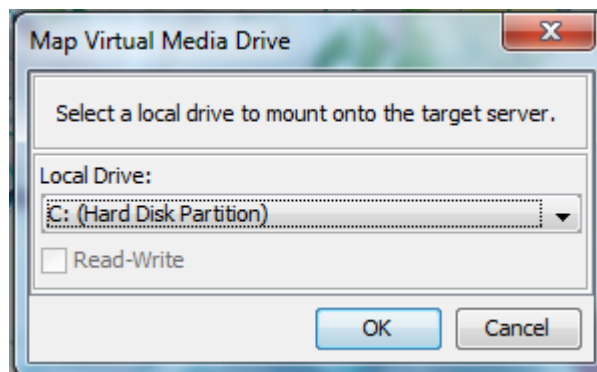 Map Virtual Media Drive
Select a local drive to mount onto the target server.
Local Drive:
C: (Hard Disk Partition)
Read-Write
OK Cancel